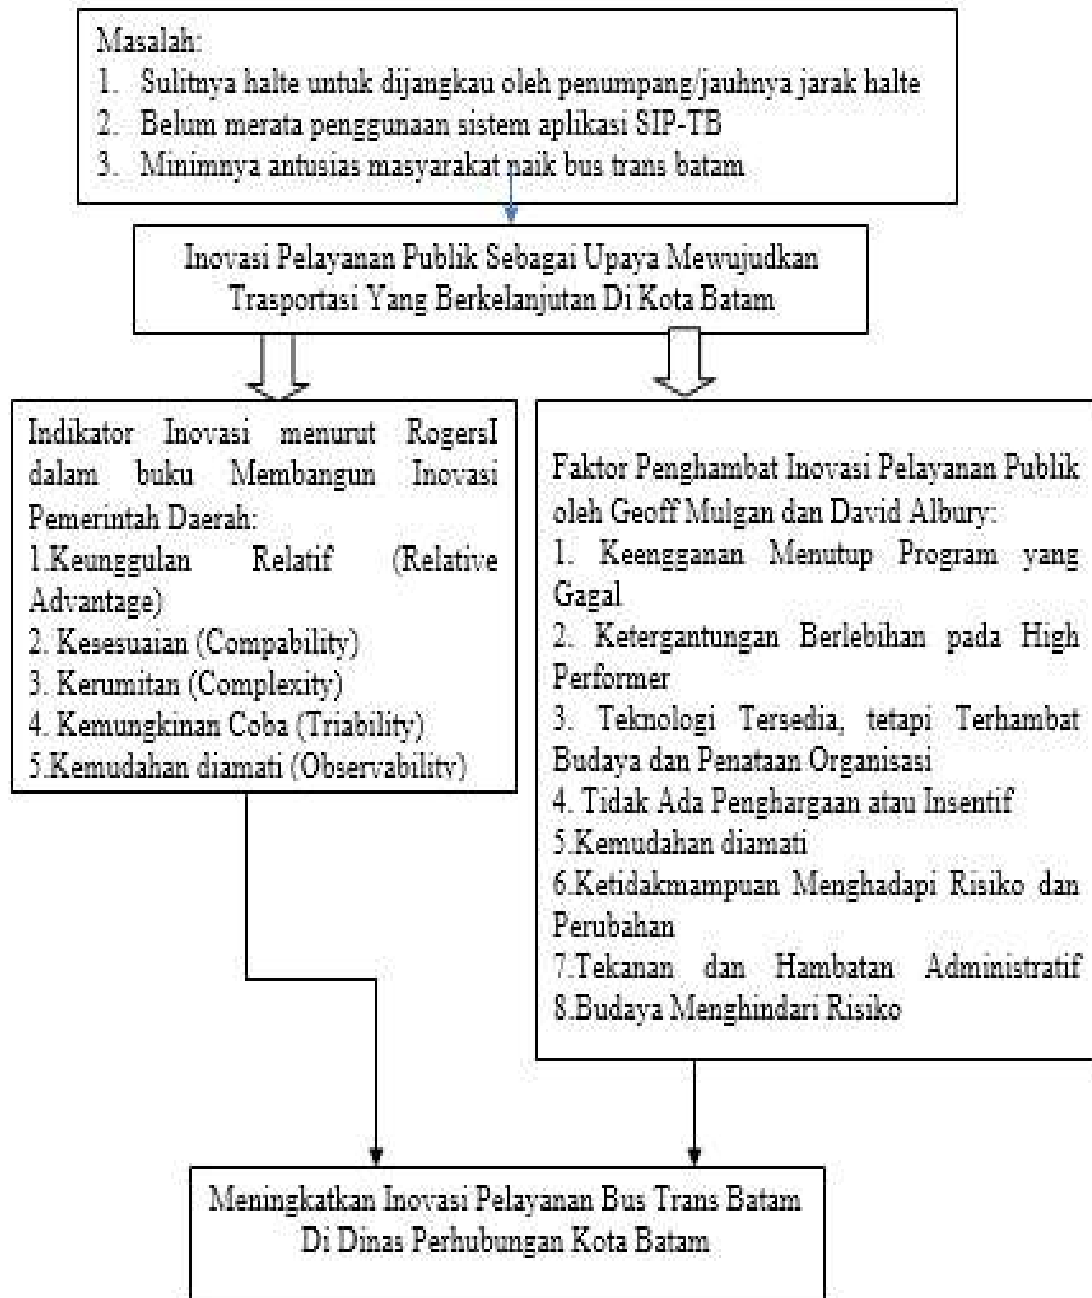 Masalah:
1. Sulitnya halte untuk dijangkau oleh penumpang/jauhnya jarak halte
2. Belum merata penggunaan sistem aplikasi SIP-TB
3. Minimnya antusias masyarakat naik bus trans batam
Inovasi Pelayanan Publik Sebagai Upaya Mewujudkan
Trasportasi Yang Berkelanjutan Di Kota Batam
Indikator Inovasi menurut RogersI
dalam buku Membangun Inovasi
Pemerintah Daerah:
1.Keunggulan Relatif (Relative
Advantage)
2. Kesesuaian (Compability)
3. Kerumitan (Complexity)
4. Kemungkinan Coba (Triability)
5.Kemudahan diamati (Observability)
Faktor Penghambat Inovasi Pelayanan Publik
oleh Geoff Mulgan dan David Albury:
1. Keengganan Menutup Program yang
Gagal
2. Ketergantungan Berlebihan pada High
Performer
3. Teknologi Tersedia, tetapi Terhambat
Budaya dan Penataan Organisasi
4. Tidak Ada Penghargaan atau Insentif
5.Kemudahan diamati
6.Ketidakmampuan Menghadapi Risiko dan
Perubahan
7.Tekanan dan Hambatan Administratif
8.Budaya Menghindari Risiko
Meningkatkan Inovasi Pelayanan Bus Trans Batam
Di Dinas Perhubungan Kota Batam